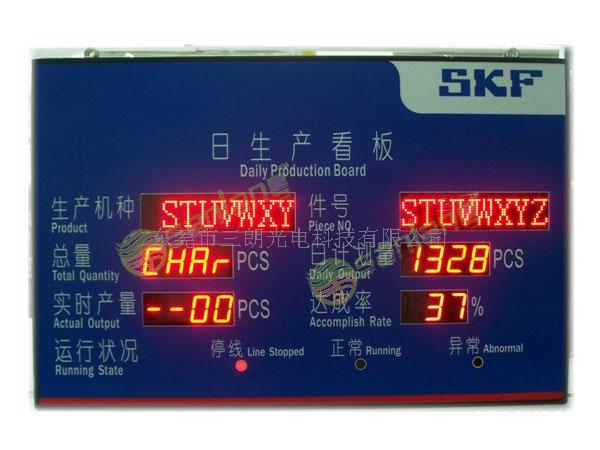 SKF
日生产看板
Daily Production Board
生产机种 STUVWXY 件号 STUVWXYZ
Product Piece NO
东莞市三朗光电科技有限公司
总量 CHAr PCS 日计划量 1328 PCS
Total Quantity Daily Output
实时产量 --00 PCS 达成率 37 %
Actual Output Accomplish Rate
运行状况 停线 Line Stopped 正常 Running 异常 Abnormal
Running State